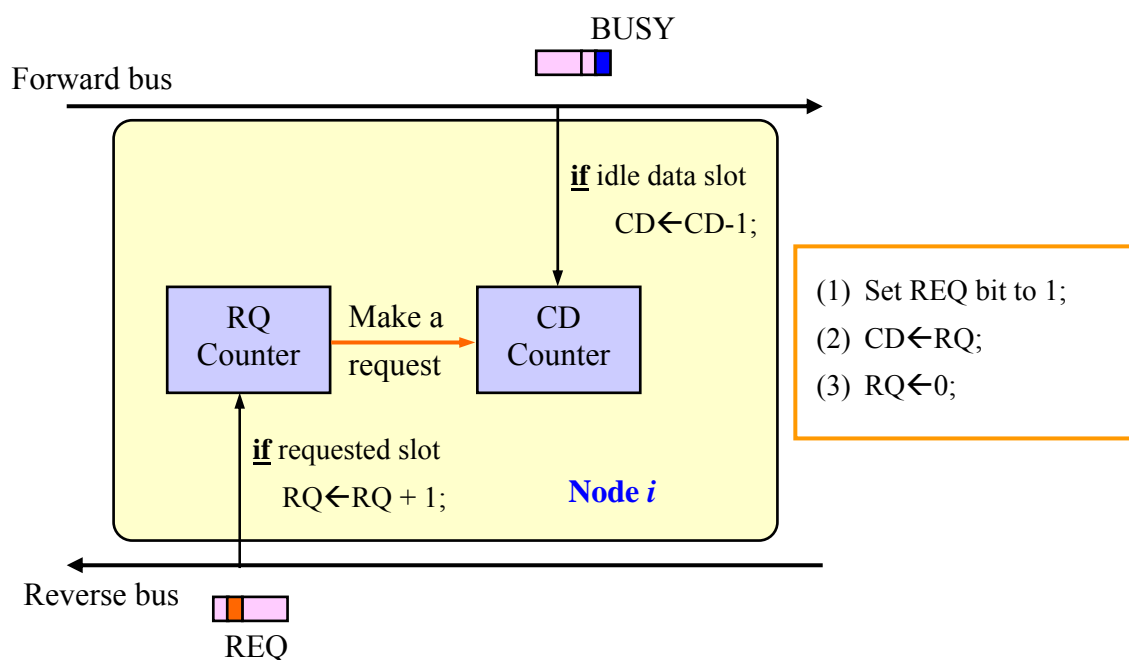 BUSY
Forward bus
if idle data slot
CD←CD-1;
RQ
Counter
Make a
request
CD
Counter
(1) Set REQ bit to 1;
(2) CD←RQ;
(3) RQ←0;
if requested slot
RQ←RQ + 1;
Node i
Reverse bus
REQ